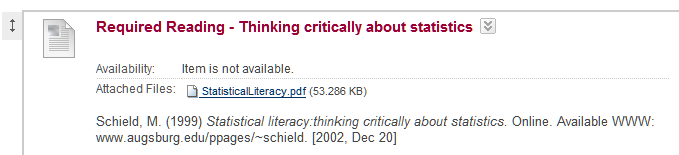 Required Reading - Thinking critically about statistics
Availability: Item is not available.
Attached Files: StatisticalLiteracy.pdf (53.286 KB)
Schield, M. (1999) Statistical literacy:thinking critically about statistics. Online. Available WWW:
www.augsburg.edu/ppages/~schield. [2002, Dec 20]